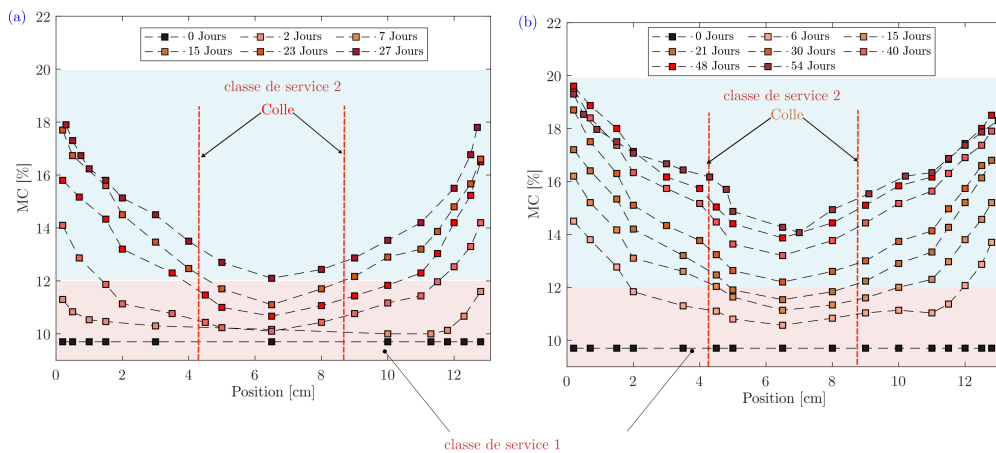 (a)
22
20
18
16
14
12
10
MC [%]
0 Jours
2 Jours
7 Jours
15 Jours
23 Jours
27 Jours
classe de service 2
Colle
0 2 4 6 8 10 12
Position [cm]
(b)
22
20
18
16
14
12
10
MC [%]
0 Jours
6 Jours
15 Jours
21 Jours
30 Jours
40 Jours
48 Jours
54 Jours
classe de service 2
Colle
0 2 4 6 8 10 12
Position [cm]
classe de service 1